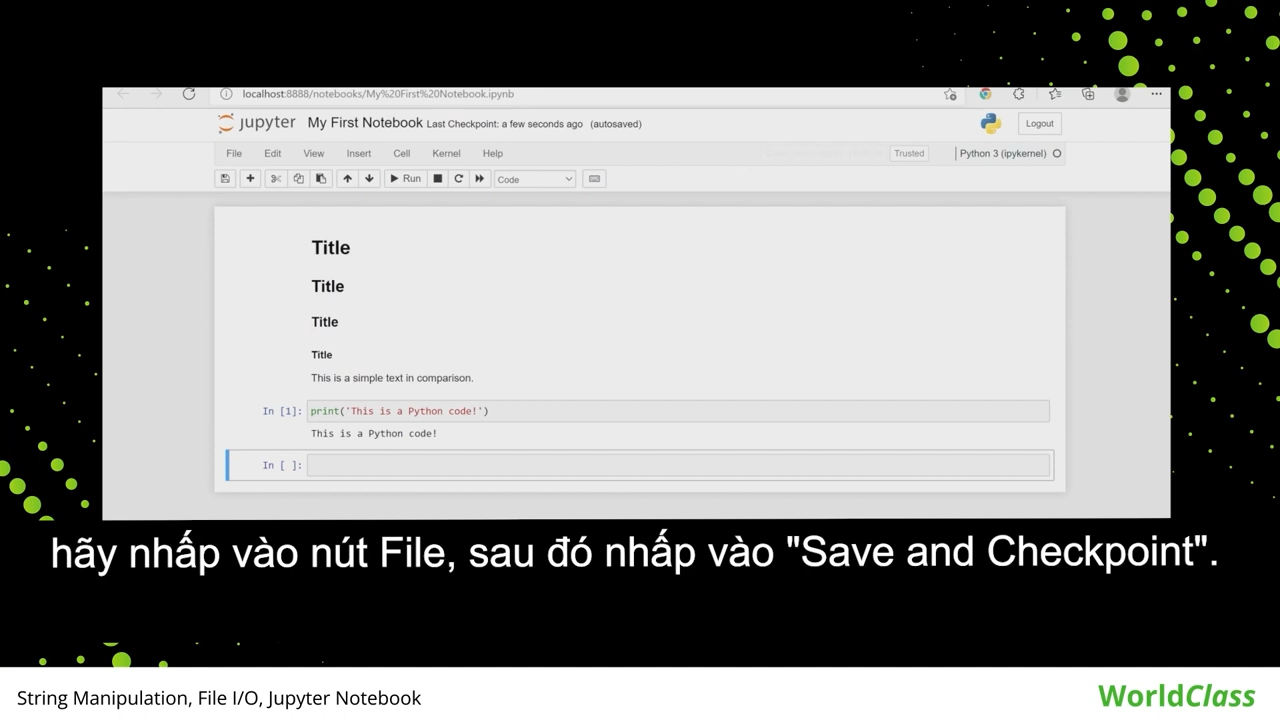 localhost:8888/notebooks/My%20First%20Notebook.ipynb
jupyter My First Notebook Last Checkpoint: a few seconds ago (autosaved) Logout
File Edit View Insert Cell Kernel Help Trusted Python 3 (ipykernel)
Run Code
Title
Title
Title
Title
This is a simple text in comparison.
In [1]: print('This is a Python code!')
This is a Python code!
In [ ]:
hãy nhấp vào nút File, sau đó nhấp vào "Save and Checkpoint".
String Manipulation, File I/O, Jupyter Notebook
WorldClass